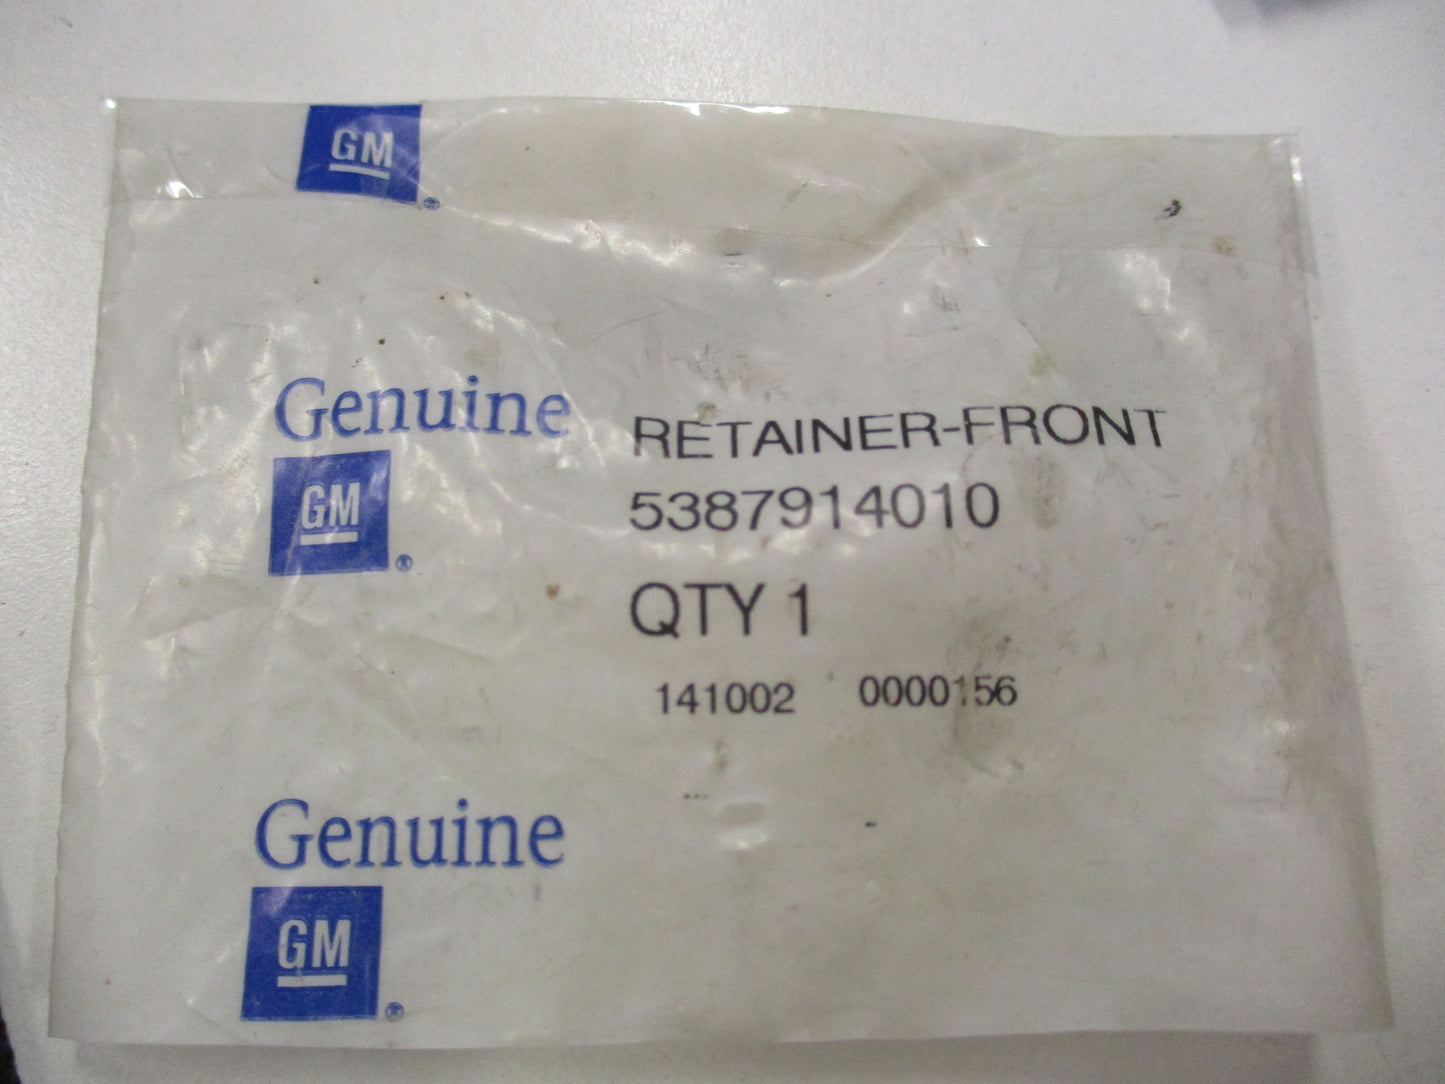 GM
®
Genuine
GM
®
RETAINER-FRONT
5387914010
QTY 1
141002 0000156
Genuine
GM
®